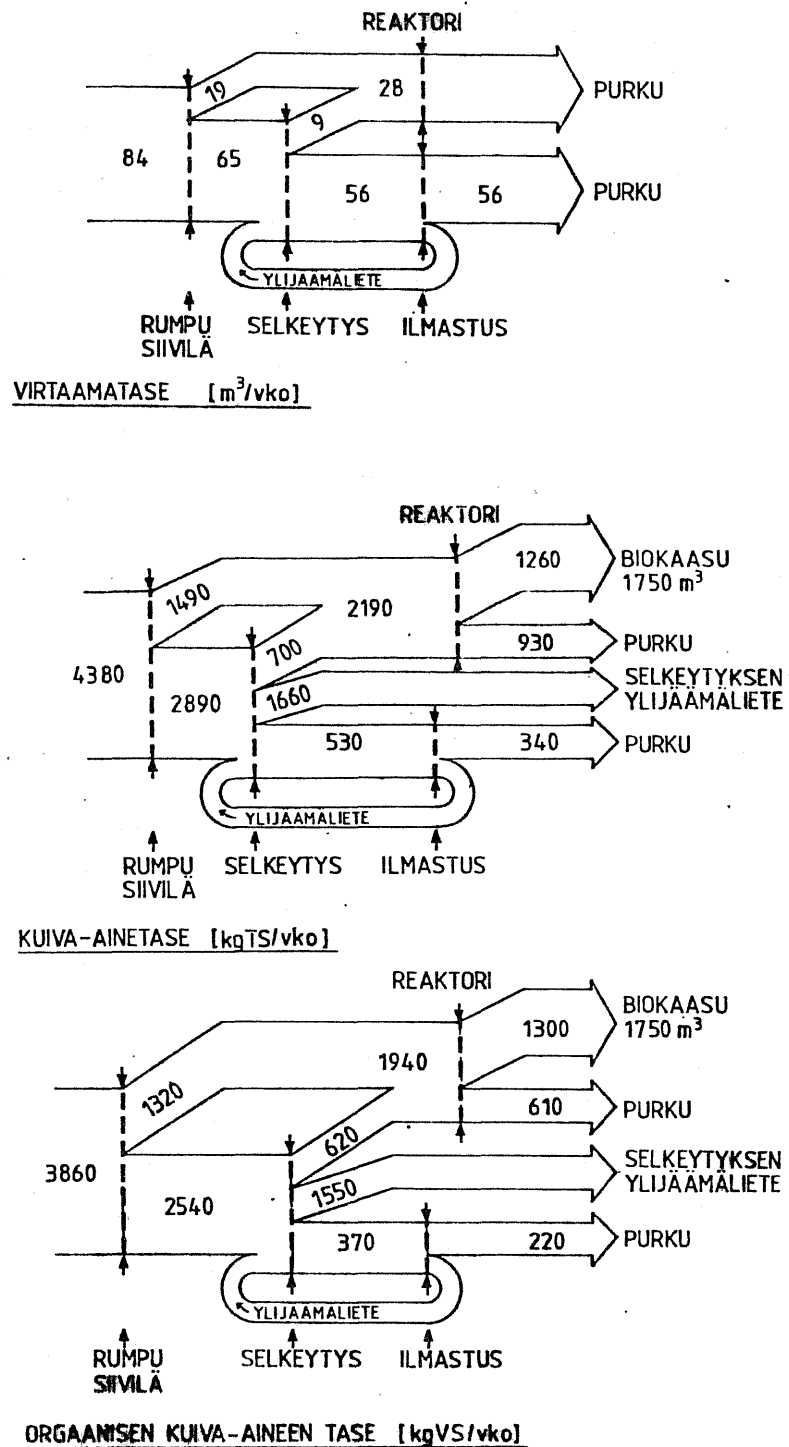 REAKTORI
19
28
PURKU
9
84
65
56
56
PURKU
YLIJÄÄMÄLIETE
RUMPU
SIIVILÄ
SELKEYTYS
ILMASTUS
VIRTAAMATASE [m³/vko]
REAKTORI
1260
BIOKAASU
1750 m³
1490
2190
930
PURKU
700
4380
SELKEYTYKSEN
YLIJÄÄMÄLIETE
2890
1660
530
340
PURKU
YLIJÄÄMÄLIETE
RUMPU
SIIVILÄ
SELKEYTYS
ILMASTUS
KUIVA-AINETASE [kgTS/vko]
REAKTORI
BIOKAASU
1750 m³
1300
1940
1320
610
PURKU
620
3860
SELKEYTYKSEN
YLIJÄÄMÄLIETE
1550
2540
370
220
PURKU
YLIJÄÄMÄLIETE
RUMPU
SIIVILÄ
SELKEYTYS
ILMASTUS
ORGAANISEN KUIVA-AINEEN TASE [kgVS/vko]